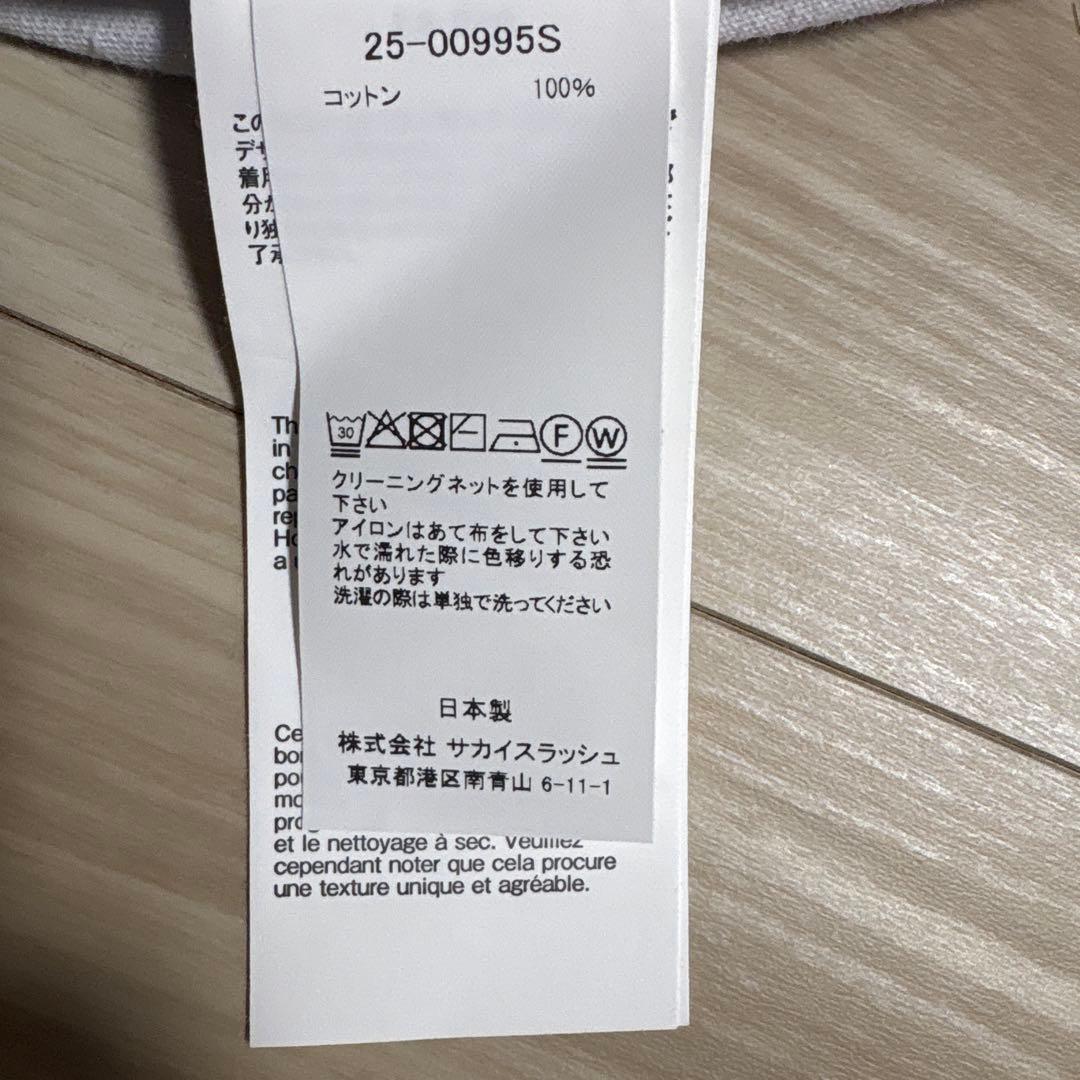 25-00995S
コットン 100%
30
F W
クリーニングネットを使用して
下さい
アイロンはあて布をして下さい
水で濡れた際に色移りする恐
れがあります
洗濯の際は単独で洗ってください
日本製
株式会社 サカイスラッシュ
東京都港区南青山 6-11-1
in
et le nettoyage à sec. Veuillez
cependant noter que cela procure
une texture unique et agréable.